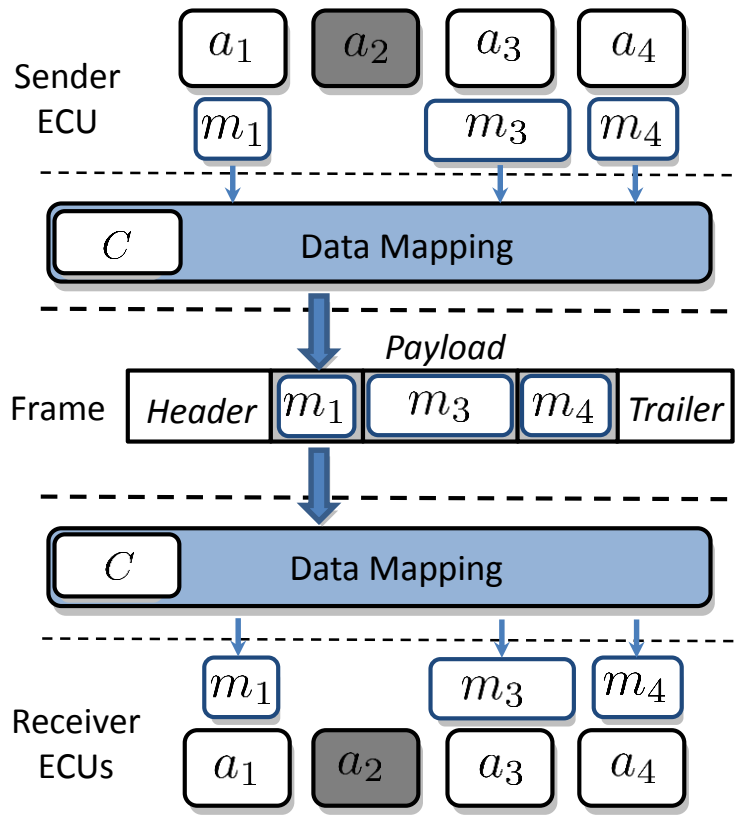 a₁ a₂ a₃ a₄
Sender
ECU
m₁ m₃ m₄
C Data Mapping
Payload
Frame Header m₁ m₃ m₄ Trailer
C Data Mapping
m₁ m₃ m₄
Receiver
ECUs
a₁ a₂ a₃ a₄